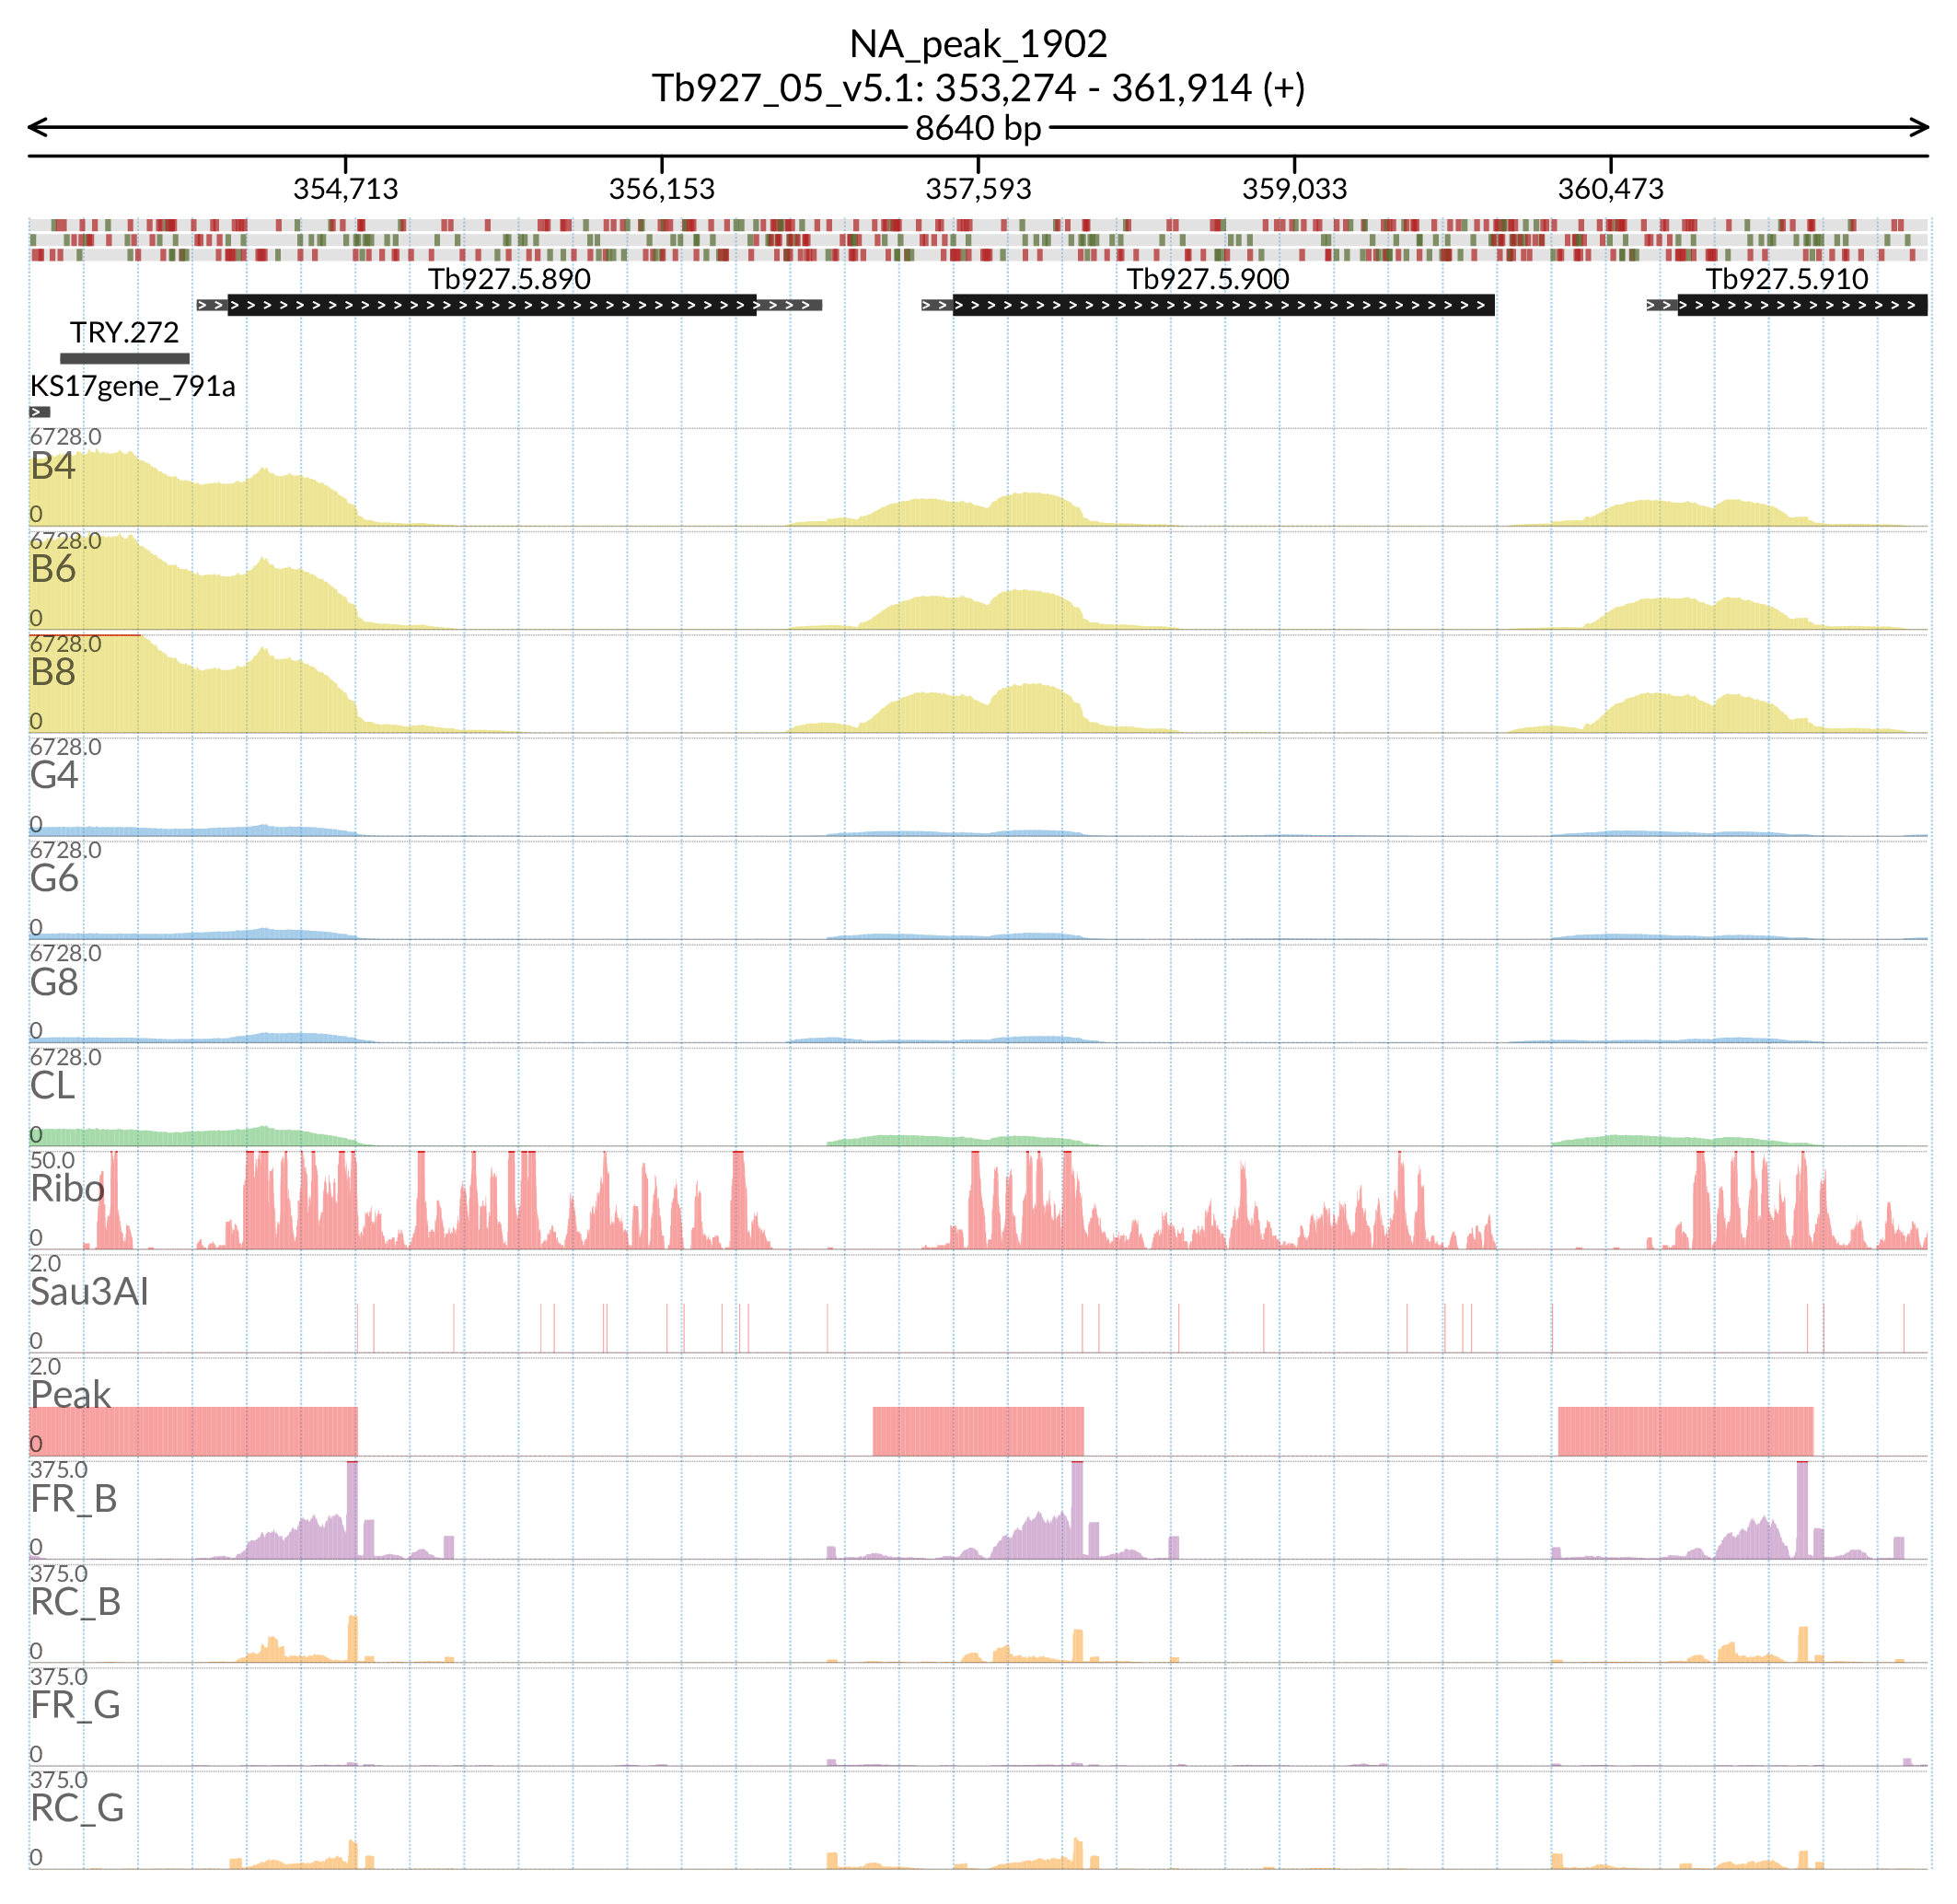 NA_peak_1902
Tb927_05_v5.1: 353,274 - 361,914 (+)
8640 bp
354,713 356,153 357,593 359,033 360,473
Tb927.5.890 Tb927.5.900 Tb927.5.910
TRY.272
KS17gene_791a
6728.0
B4
0
6728.0
B6
0
6728.0
B8
0
6728.0
G4
0
6728.0
G6
0
6728.0
G8
0
6728.0
CL
0
50.0
Ribo
0
2.0
Sau3AI
0
2.0
Peak
0
375.0
FR_B
0
375.0
RC_B
0
375.0
FR_G
0
375.0
RC_G
0